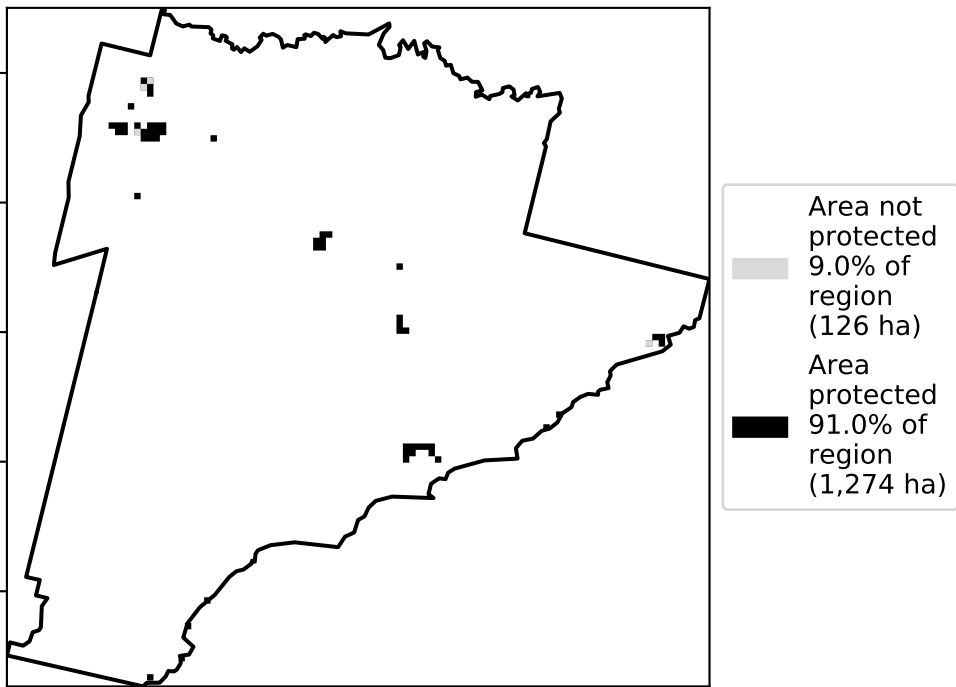 Area not
protected
9.0% of
region
(126 ha)
Area
protected
91.0% of
region
(1,274 ha)